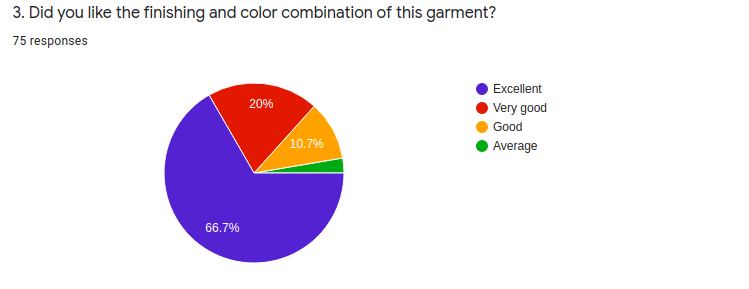 3. Did you like the finishing and color combination of this garment?
75 responses
Excellent
Very good
Good
Average
20%
10.7%
66.7%